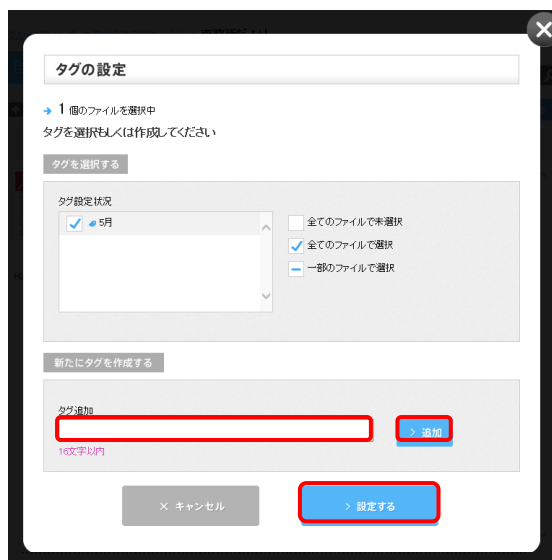 タグの設定
1 個のファイルを選択中
タグを選択もしくは作成してください
タグを選択する
タグ設定状況
5月
全てのファイルで未選択
全てのファイルで選択
一部のファイルで選択
新たにタグを作成する
タグ追加
> 追加
16文字以内
× キャンセル
> 設定する